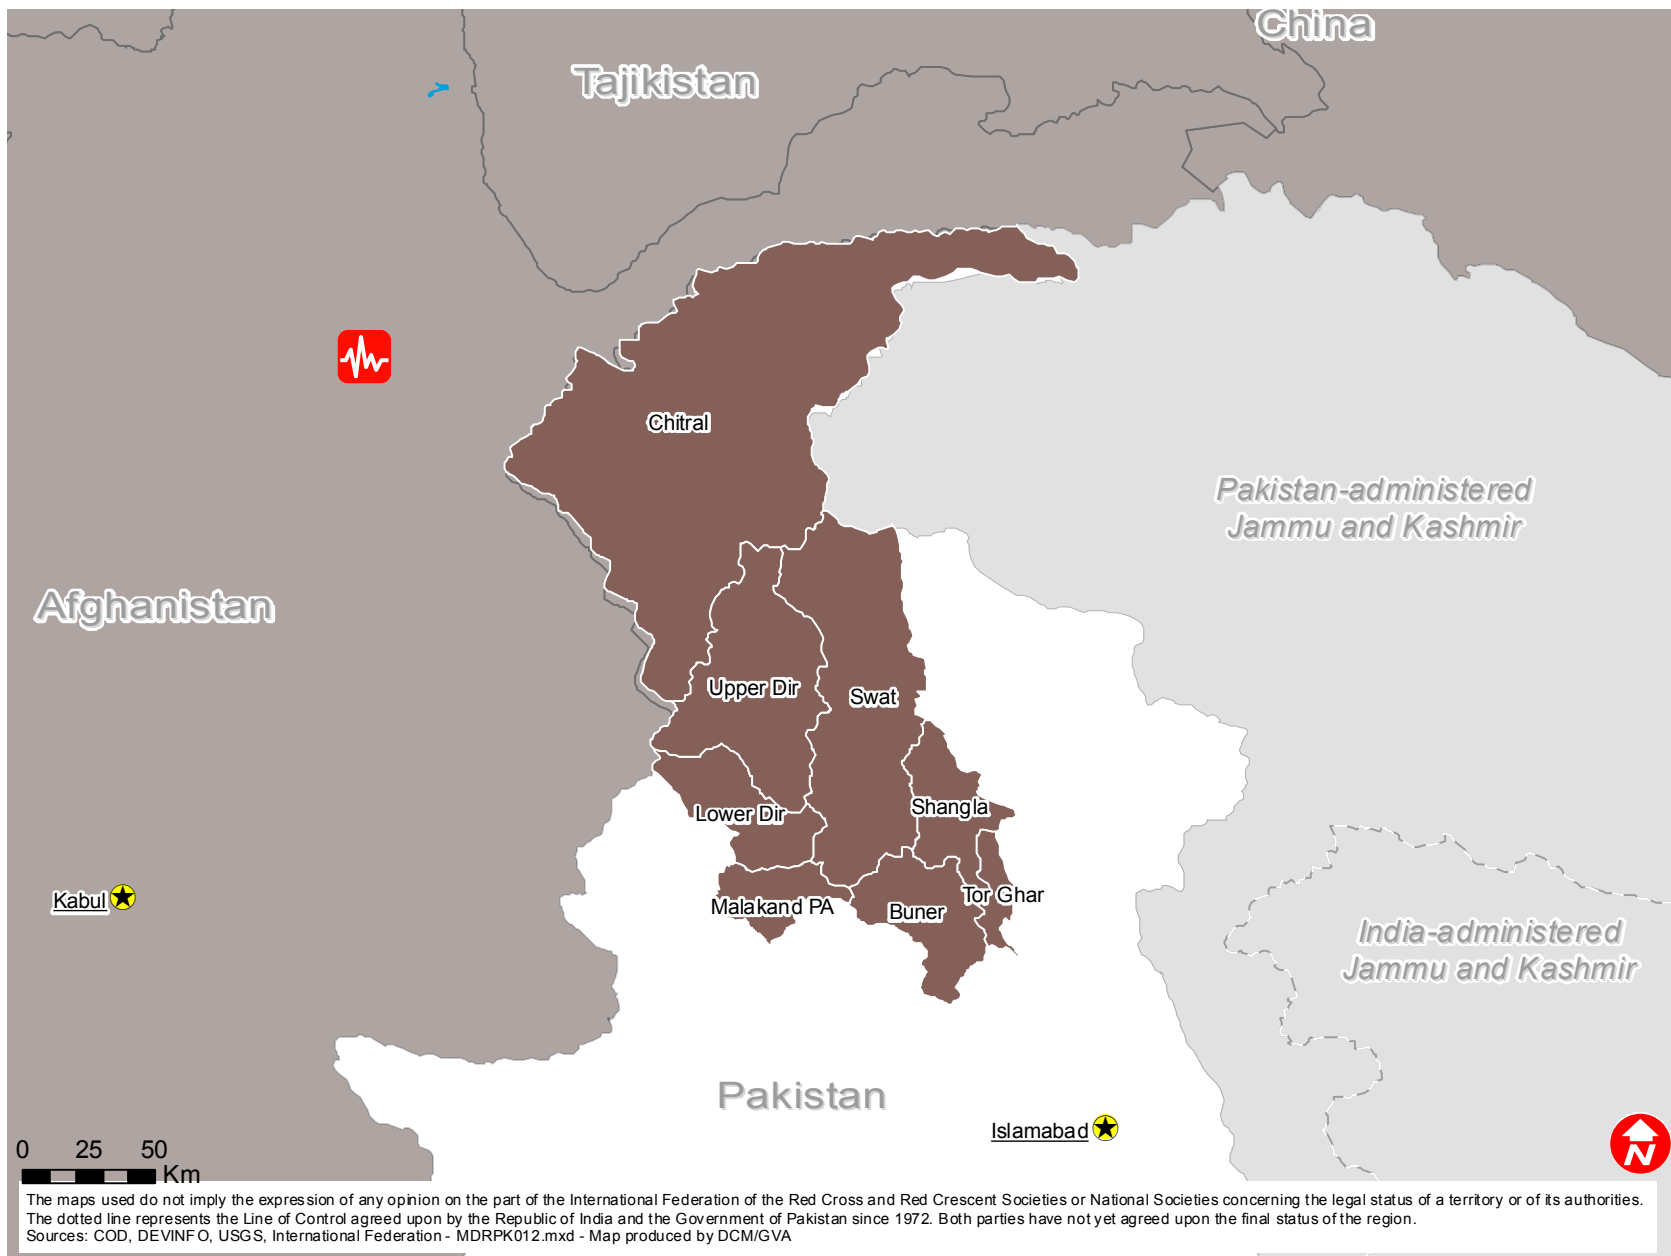 China
Tajikistan
Chitral
Pakistan-administered
Jammu and Kashmir
Afghanistan
Upper Dir
Swat
Shangla
Lower Dir
Kabul
Malakand PA
Buner
Tor Ghar
India-administered
Jammu and Kashmir
Pakistan
Islamabad
N
0 25 50
Km
The maps used do not imply the expression of any opinion on the part of the International Federation of the Red Cross and Red Crescent Societies or National Societies concerning the legal status of a territory or of its authorities.
The dotted line represents the Line of Control agreed upon by the Republic of India and the Government of Pakistan since 1972. Both parties have not yet agreed upon the final status of the region.
Sources: COD, DEVINFO, USGS, International Federation - MDRPK012.mxd - Map produced by DCM/GVA